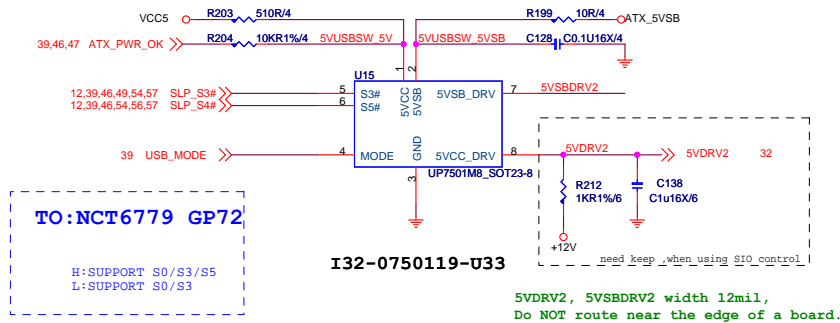 VCC5 R203 510R/4 R199 10R/4 ATX_5VSB
39,46,47 ATX_PWR_OK R204 10KR1%/4 5VUSBSW_5V 5VUSBSW_5VSB C128 C0.1U16X/4
1 2
U15
12,39,46,49,54,57 SLP_S3# 5 S3# 5VCC 5VSB 5VSB_DRV 7 5VSBDRV2
12,39,46,54,56,57 SLP_S4# 6 S5#
39 USB_MODE 4 MODE GND 5VCC_DRV 8 5VDRV2 5VDRV2 32
3 UP7501M8_SOT23-8
R212
1KR1%/6
C138
C1u16X/6
+12V
need keep ,when using SIO control
TO:NCT6779 GP72
H:SUPPORT S0/S3/S5
L:SUPPORT S0/S3
I32-0750119-U33
5VDRV2, 5VSBDRV2 width 12mil,
Do NOT route near the edge of a board.